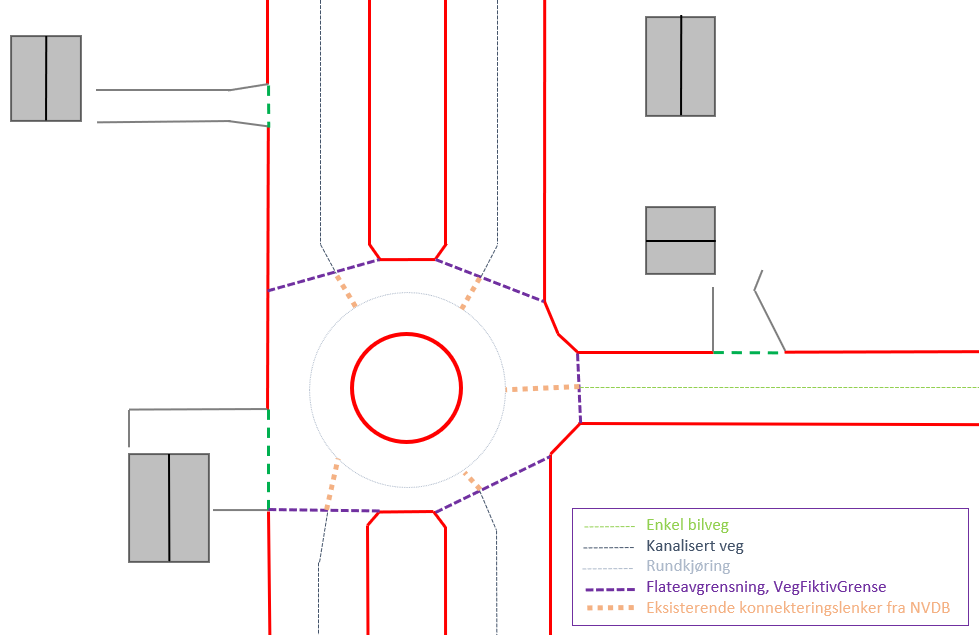 Enkel bilveg
Kanalisert veg
Rundkjøring
Flateavgrensning, VegFiktivGrense
Eksisterende konnekteringslenker fra NVDB